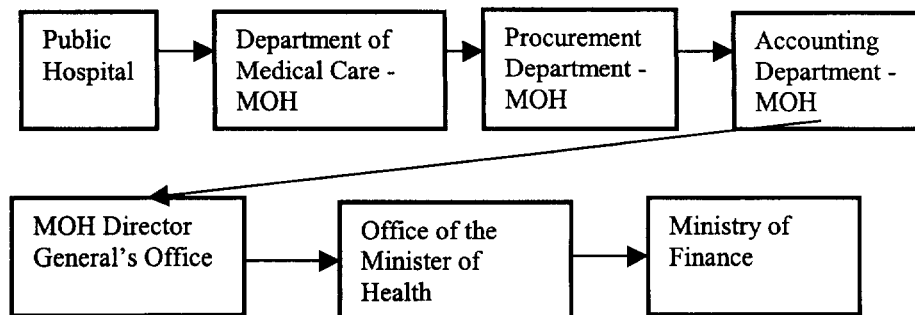 Public
Hospital
Department of
Medical Care -
MOH
Procurement
Department -
MOH
Accounting
Department -
MOH
MOH Director
General's Office
Office of the
Minister of
Health
Ministry of
Finance